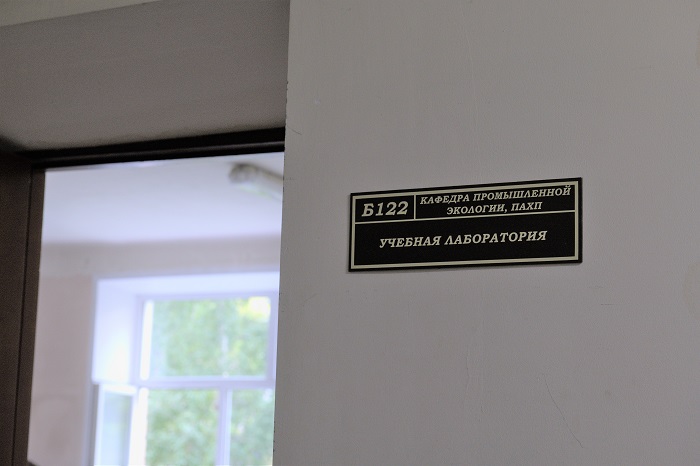 Б122
КАФЕДРА ПРОМЫШЛЕННОЙ
ЭКОЛОГИИ, ПАХП
УЧЕБНАЯ ЛАБОРАТОРИЯ